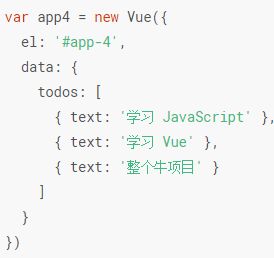 var app4 = new Vue({
  el: '#app-4',
  data: {
    todos: [
      { text: '学习 JavaScript' },
      { text: '学习 Vue' },
      { text: '整个牛项目' }
    ]
  }
})